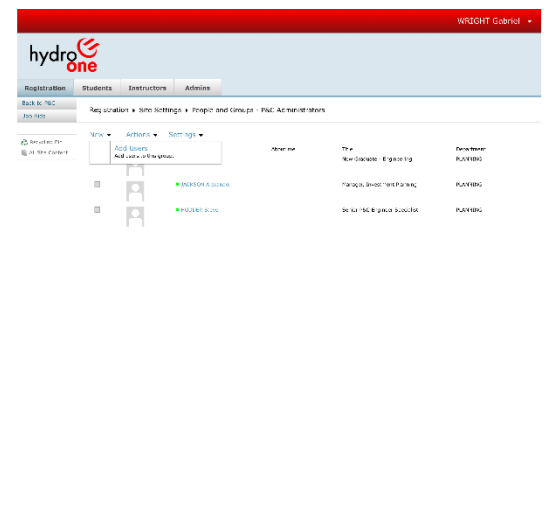 WRIGHT Gabriel
hydro
one
Registration Students Instructors Admins
Back to P&C
Job Aids
Registration ▸ Site Settings ▸ People and Groups - P&C Administrators
New Actions Settings
Recycling Bin
All Site Content
Add Users
Add users to this group.
About me Title Department
New Graduate - Engineering PLANNING
JACKSON Manager, Investment Planning PLANNING
Steve Senior P&C Engineer Specialist PLANNING